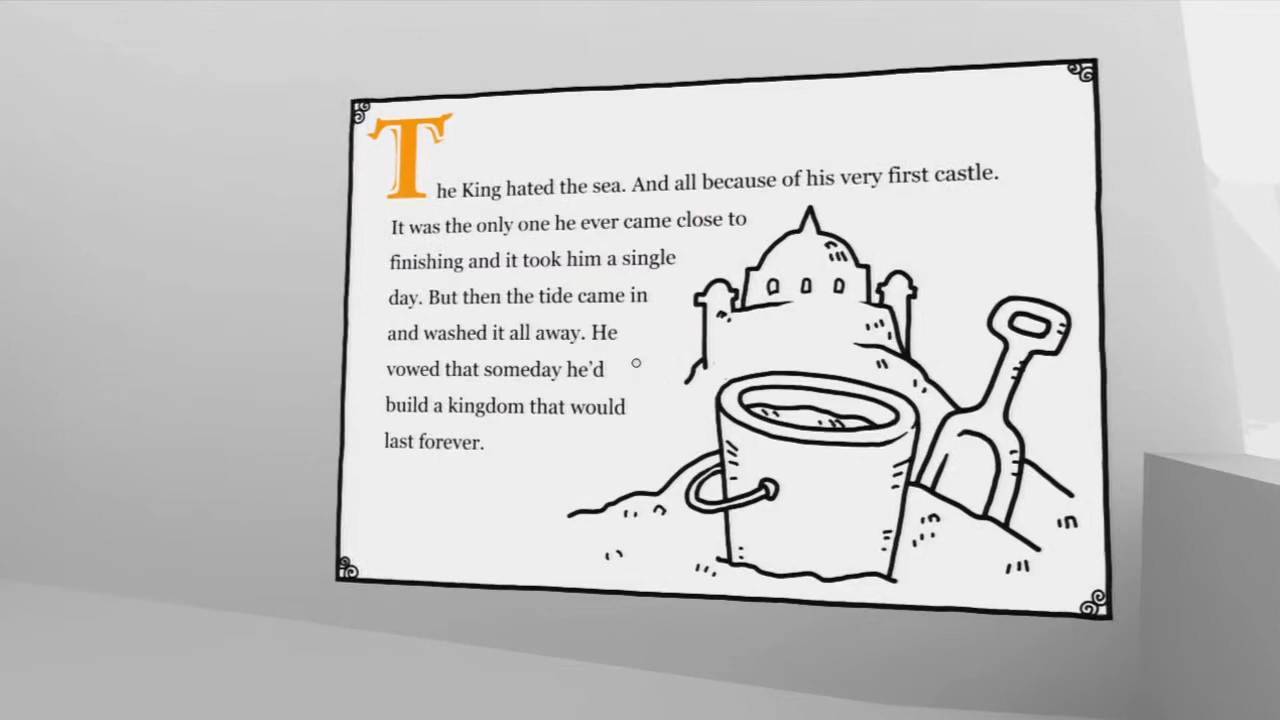 The King hated the sea. And all because of his very first castle.
It was the only one he ever came close to
finishing and it took him a single
day. But then the tide came in
and washed it all away. He
vowed that someday he'd
build a kingdom that would
last forever.